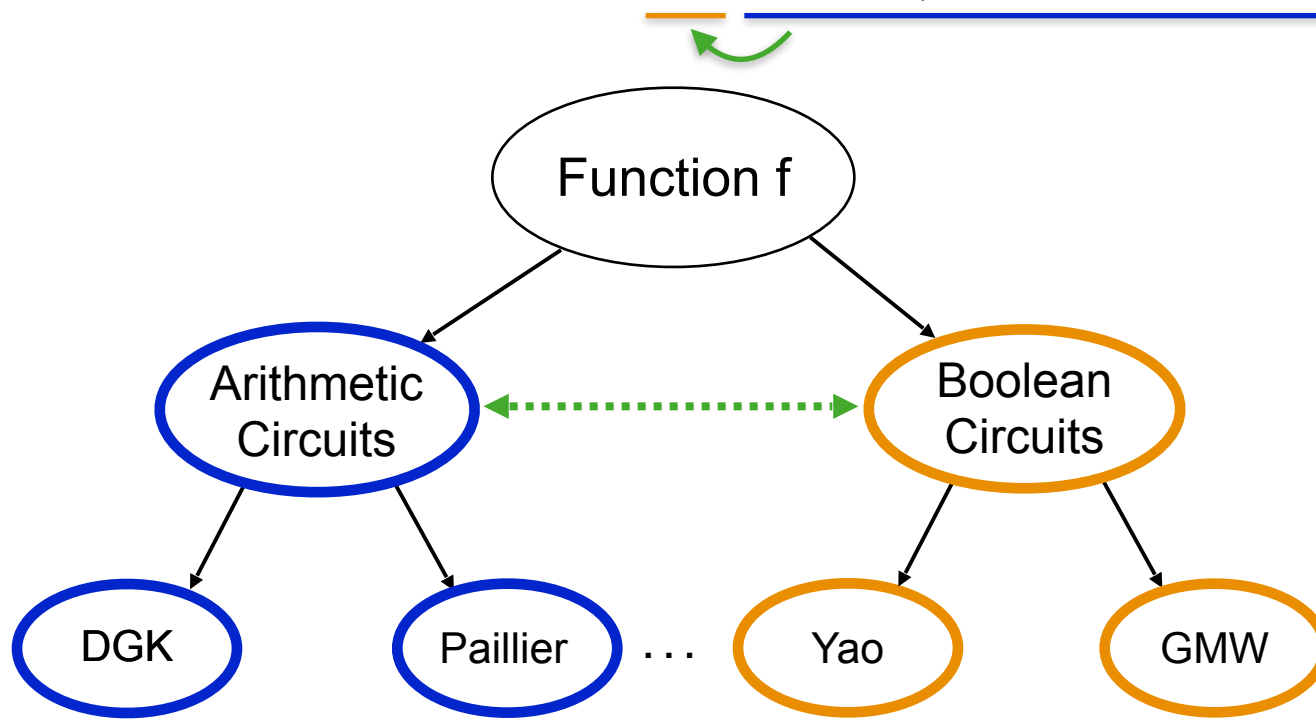 Function f
Arithmetic
Circuits
Boolean
Circuits
DGK
Paillier
...
Yao
GMW